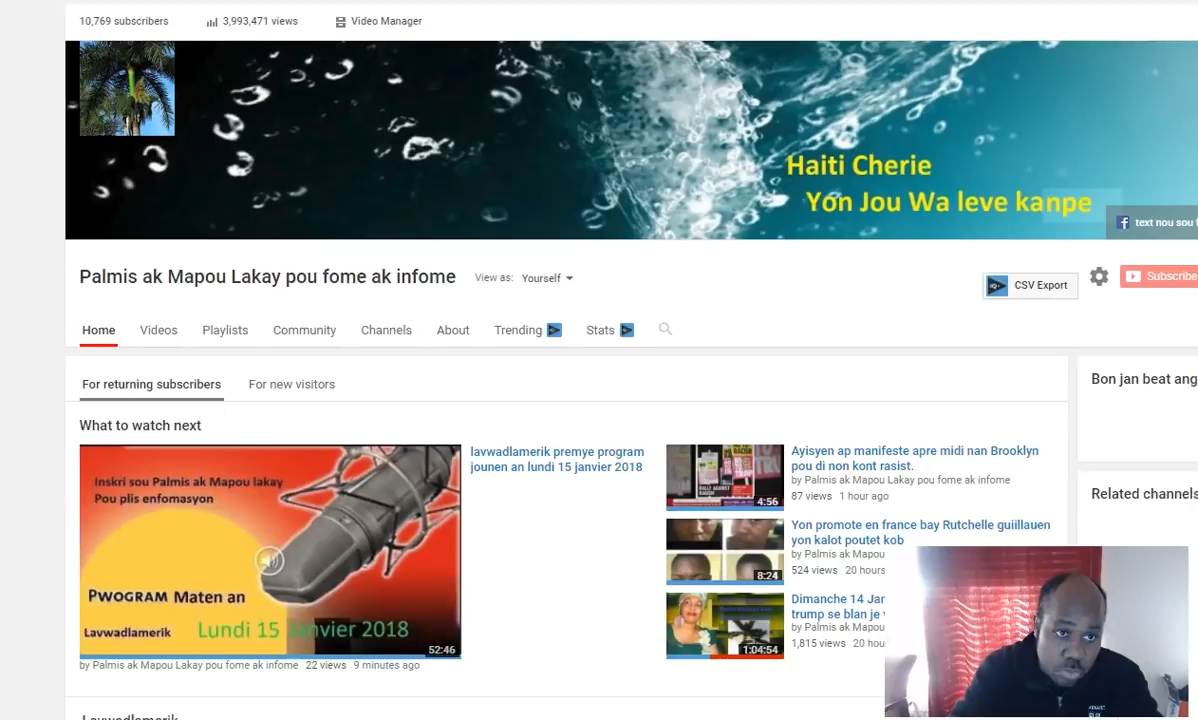 10,769 subscribers
3,993,471 views
Video Manager
Haiti Cherie
Yon Jou Wa leve kanpe
text nou sou
Palmis ak Mapou Lakay pou fome ak infome
View as: Yourself
CSV Export
Subscribe
Home
Videos
Playlists
Community
Channels
About
Trending
Stats
For returning subscribers
For new visitors
What to watch next
Inskri sou Palmis ak Mapou lakay
Pou plis enfomasyon
Pwogram Maten an
Lavwadlamerik
Lundi 15 Janvier 2018
52:46
by Palmis ak Mapou Lakay pou fome ak infome 22 views 9 minutes ago
lavwadlamerik premye program
jounen an lundi 15 janvier 2018
4:56
Ayisyen ap manifeste apre midi nan Brooklyn
pou di non kont rasist.
by Palmis ak Mapou Lakay pou fome ak infome
87 views 1 hour ago
8:24
Yon promote en france bay Rutchelle guiillauen
yon kalot poutet kob
by Palmis ak Mapou
524 views 20 hours
1:04:54
Dimanche 14 Jan
trump se blan je
by Palmis ak Mapou
1,815 views 20
Bon jan beat
Related channels
Lavwadlamerik